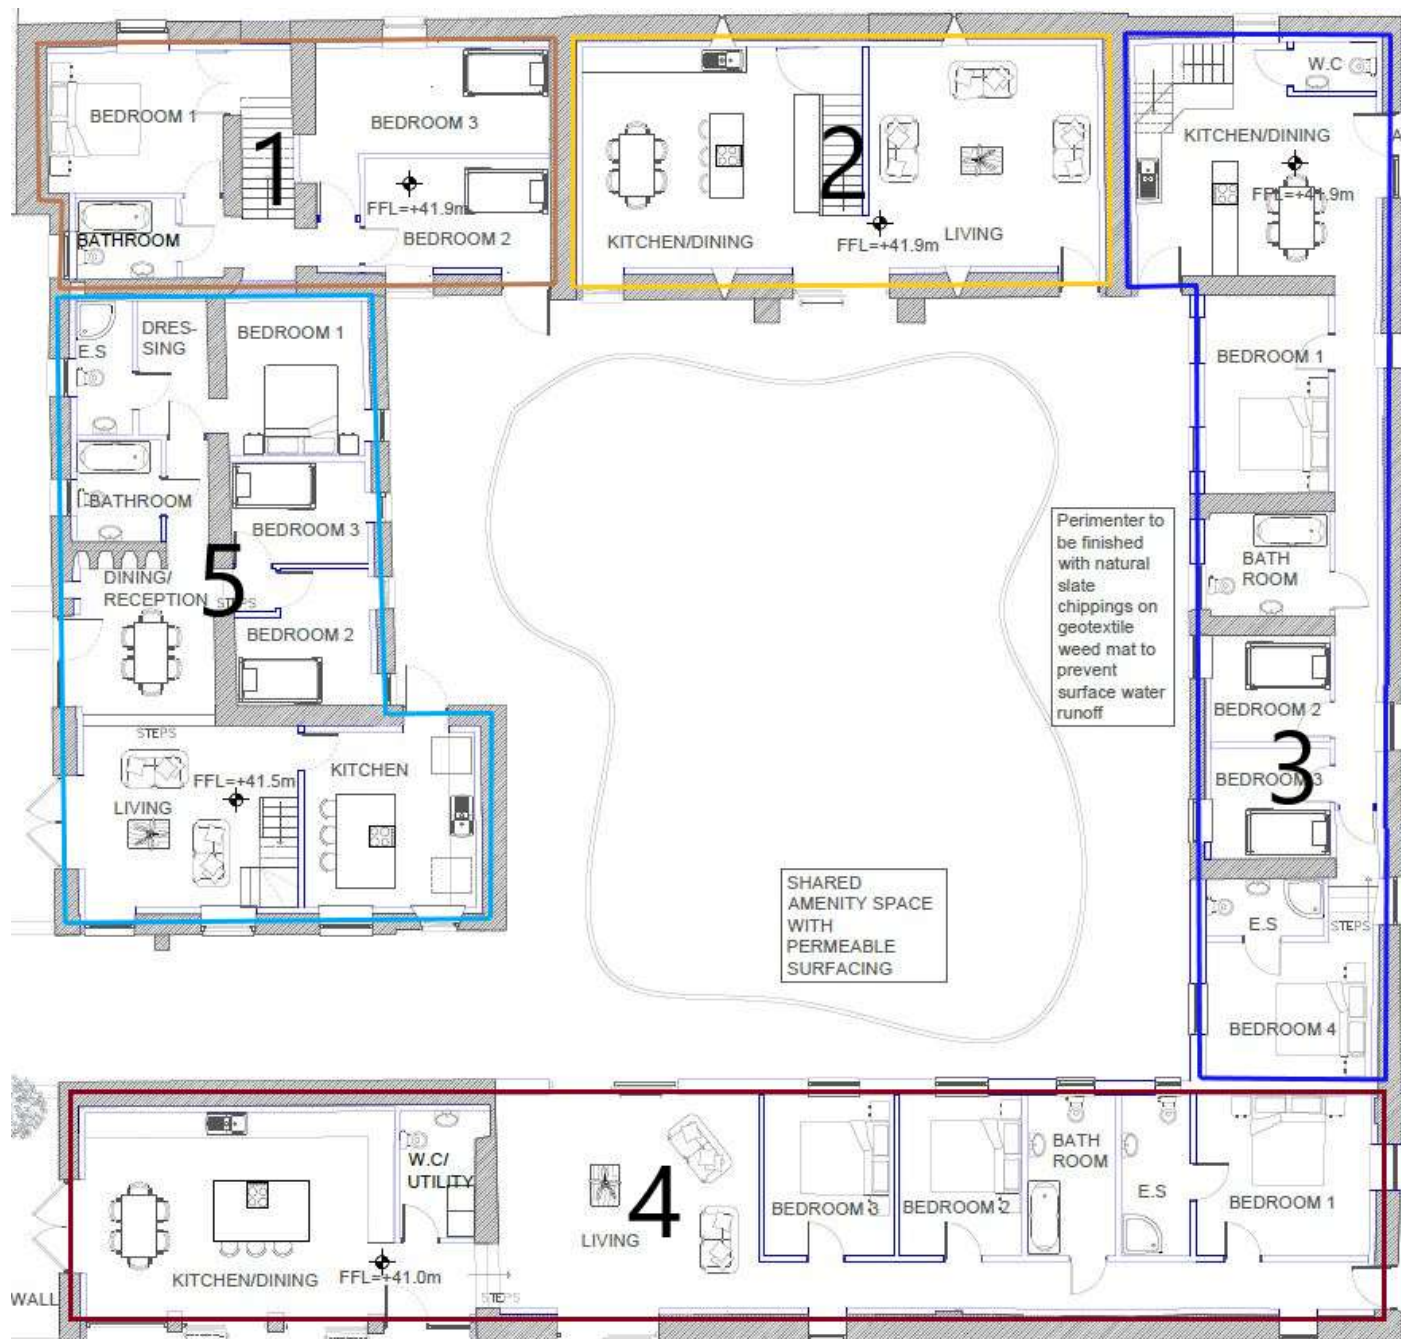 BEDROOM 1
BEDROOM 3
1
FFL=+41.9m
BATHROOM
BEDROOM 2
2
KITCHEN/DINING
FFL=+41.9m
LIVING
W.C
KITCHEN/DINING
FFL=+41.9m
A
E.S
DRES-
SING
BEDROOM 1
BATHROOM
BEDROOM 3
5
DINING/
RECEPTION
STEPS
BEDROOM 2
STEPS
FFL=+41.5m
KITCHEN
LIVING
Perimenter to
be finished
with natural
slate
chippings on
geotextile
weed mat to
prevent
surface water
runoff
SHARED
AMENITY SPACE
WITH
PERMEABLE
SURFACING
BEDROOM 1
BATH
ROOM
BEDROOM 2
3
BEDROOM 3
E.S
STEPS
BEDROOM 4
W.C/
UTILITY
4
LIVING
KITCHEN/DINING
FFL=+41.0m
STEPS
BEDROOM 3
BEDROOM 2
BATH
ROOM
E.S
BEDROOM 1
WALL